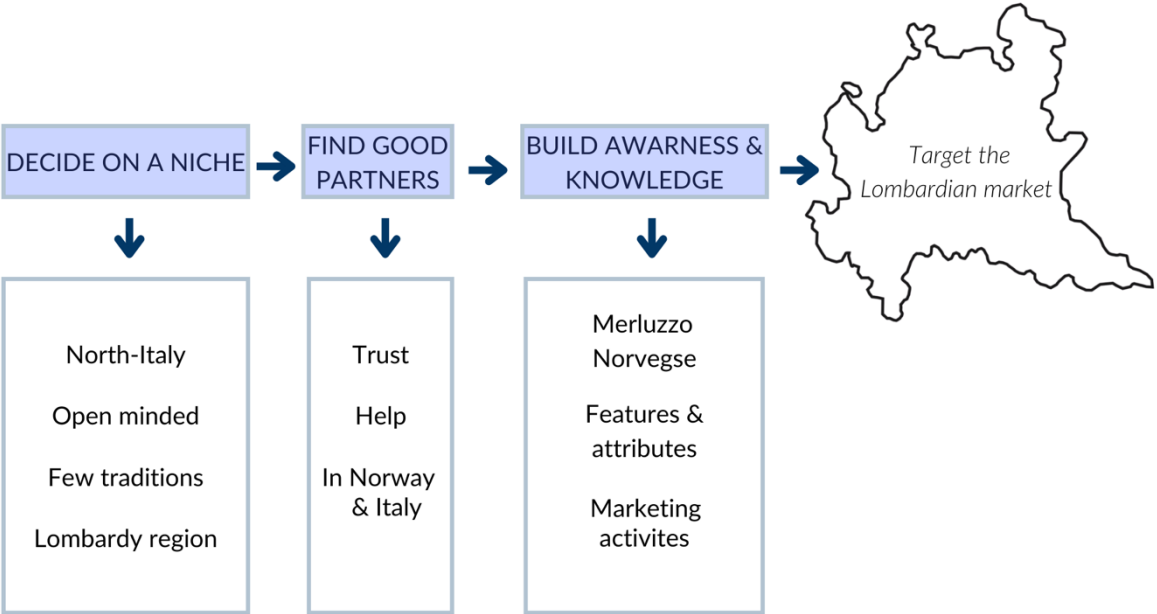 DECIDE ON A NICHE
FIND GOOD
PARTNERS
BUILD AWARNESS &
KNOWLEDGE
Target the
Lombardian market
North-Italy
Open minded
Few traditions
Lombardy region
Trust
Help
In Norway
& Italy
Merluzzo
Norvegse
Features &
attributes
Marketing
activites